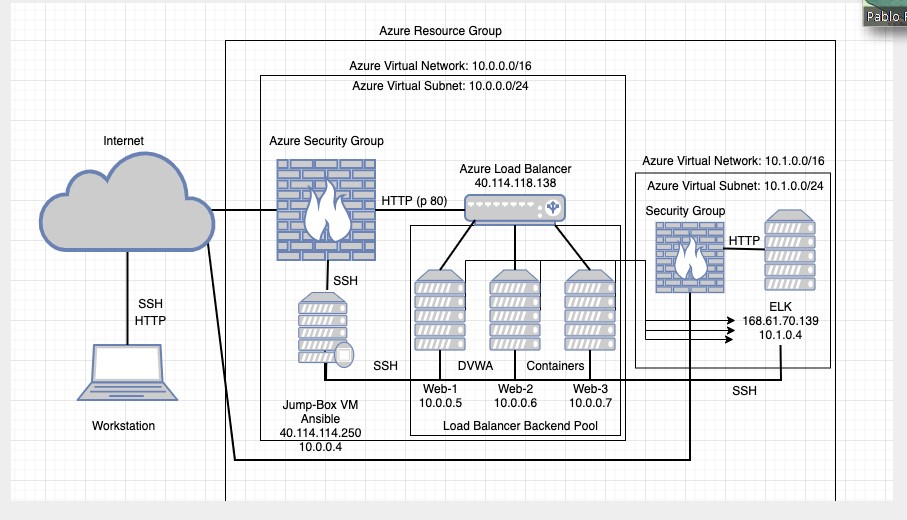 Pablo
Azure Resource Group
Azure Virtual Network: 10.0.0.0/16
Azure Virtual Subnet: 10.0.0.0/24
Internet
Azure Security Group
Azure Load Balancer
40.114.118.138
HTTP (p 80)
Azure Virtual Network: 10.1.0.0/16
Azure Virtual Subnet: 10.1.0.0/24
Security Group
HTTP
SSH
SSH
HTTP
ELK
168.61.70.139
10.1.0.4
SSH
DVWA
Containers
Web-1
10.0.0.5
Web-2
10.0.0.6
Web-3
10.0.0.7
SSH
Jump-Box VM
Ansible
40.114.114.250
10.0.0.4
Load Balancer Backend Pool
Workstation